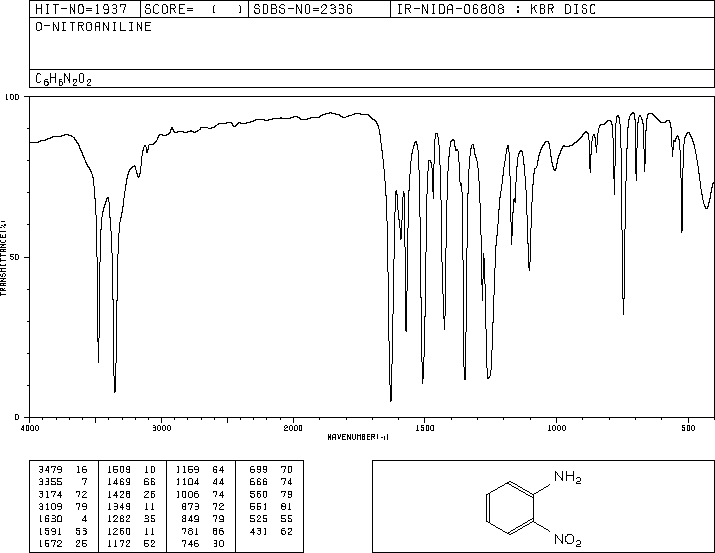 HIT-NO=1937 SCORE= ( ) SDBS-NO=2336 IR-NIDA-06808 : KBR DISC
O-NITROANILINE
C6H6N2O2
100
50
0
TRANSMITTANCE(%)
4000 3000 2000 1500 1000 500
WAVENUMBER(-1)
3479 16 1509 10 1159 64 699 70
3355 7 1469 66 1104 44 666 74
3174 72 1428 26 1006 74 560 79
3109 79 1349 11 873 72 551 81
1630 4 1282 35 849 79 525 55
1591 53 1260 11 781 66 431 62
1572 26 1172 52 746 30
NH2
NO2